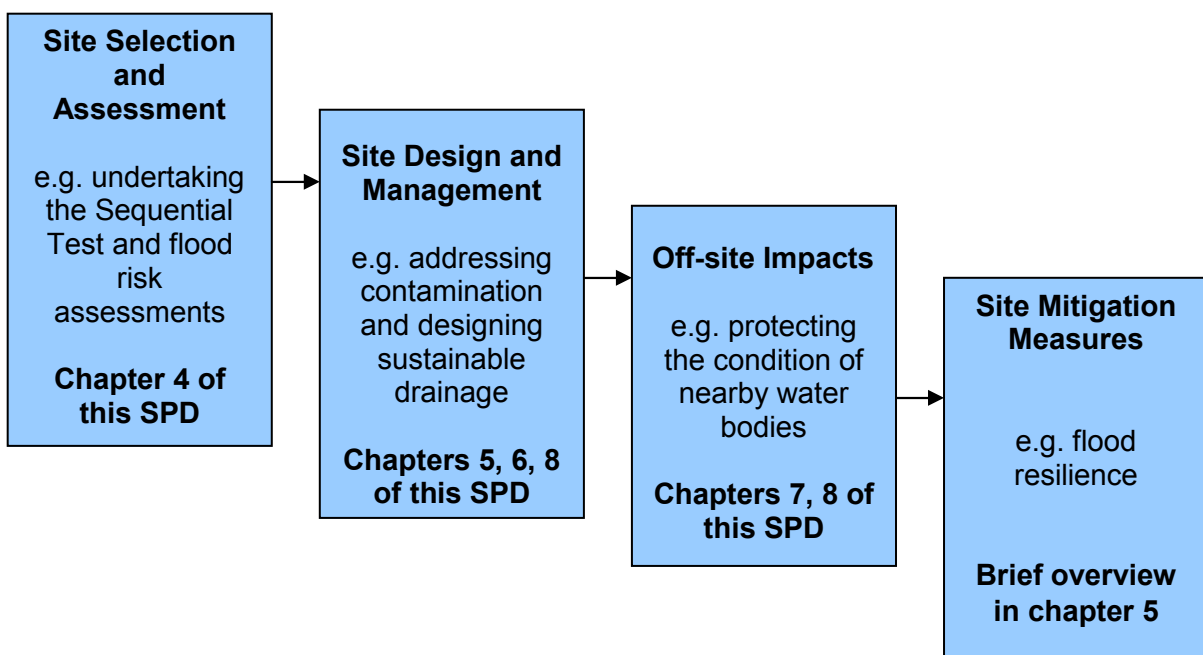 Site Selection
and
Assessment
e.g. undertaking
the Sequential
Test and flood
risk
assessments
Chapter 4 of
this SPD
Site Design and
Management
e.g. addressing
contamination
and designing
sustainable
drainage
Chapters 5, 6, 8
of this SPD
Off-site Impacts
e.g. protecting
the condition of
nearby water
bodies
Chapters 7, 8 of
this SPD
Site Mitigation
Measures
e.g. flood
resilience
Brief overview
in chapter 5